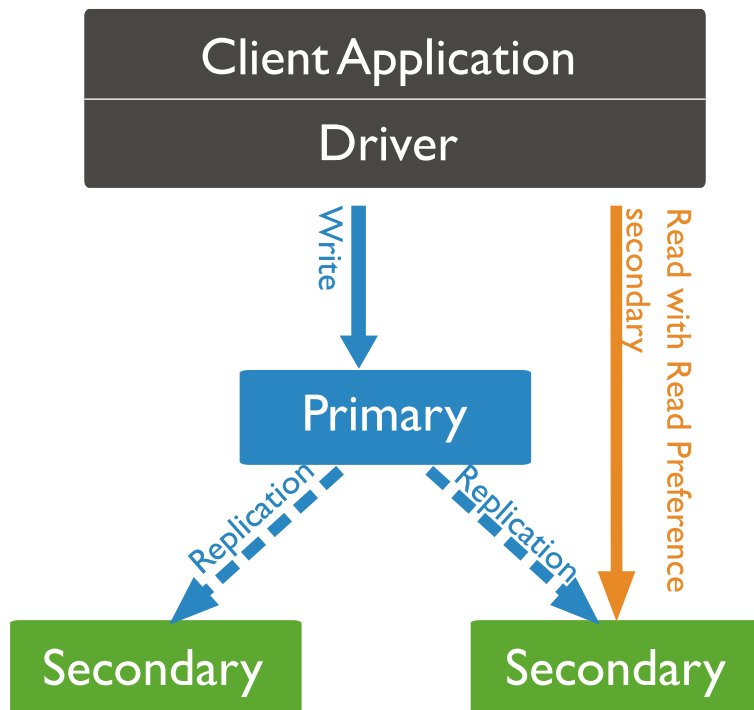 Client Application
Driver
Write
Read with Read Preference
secondary
Primary
Replication
Replication
Secondary
Secondary